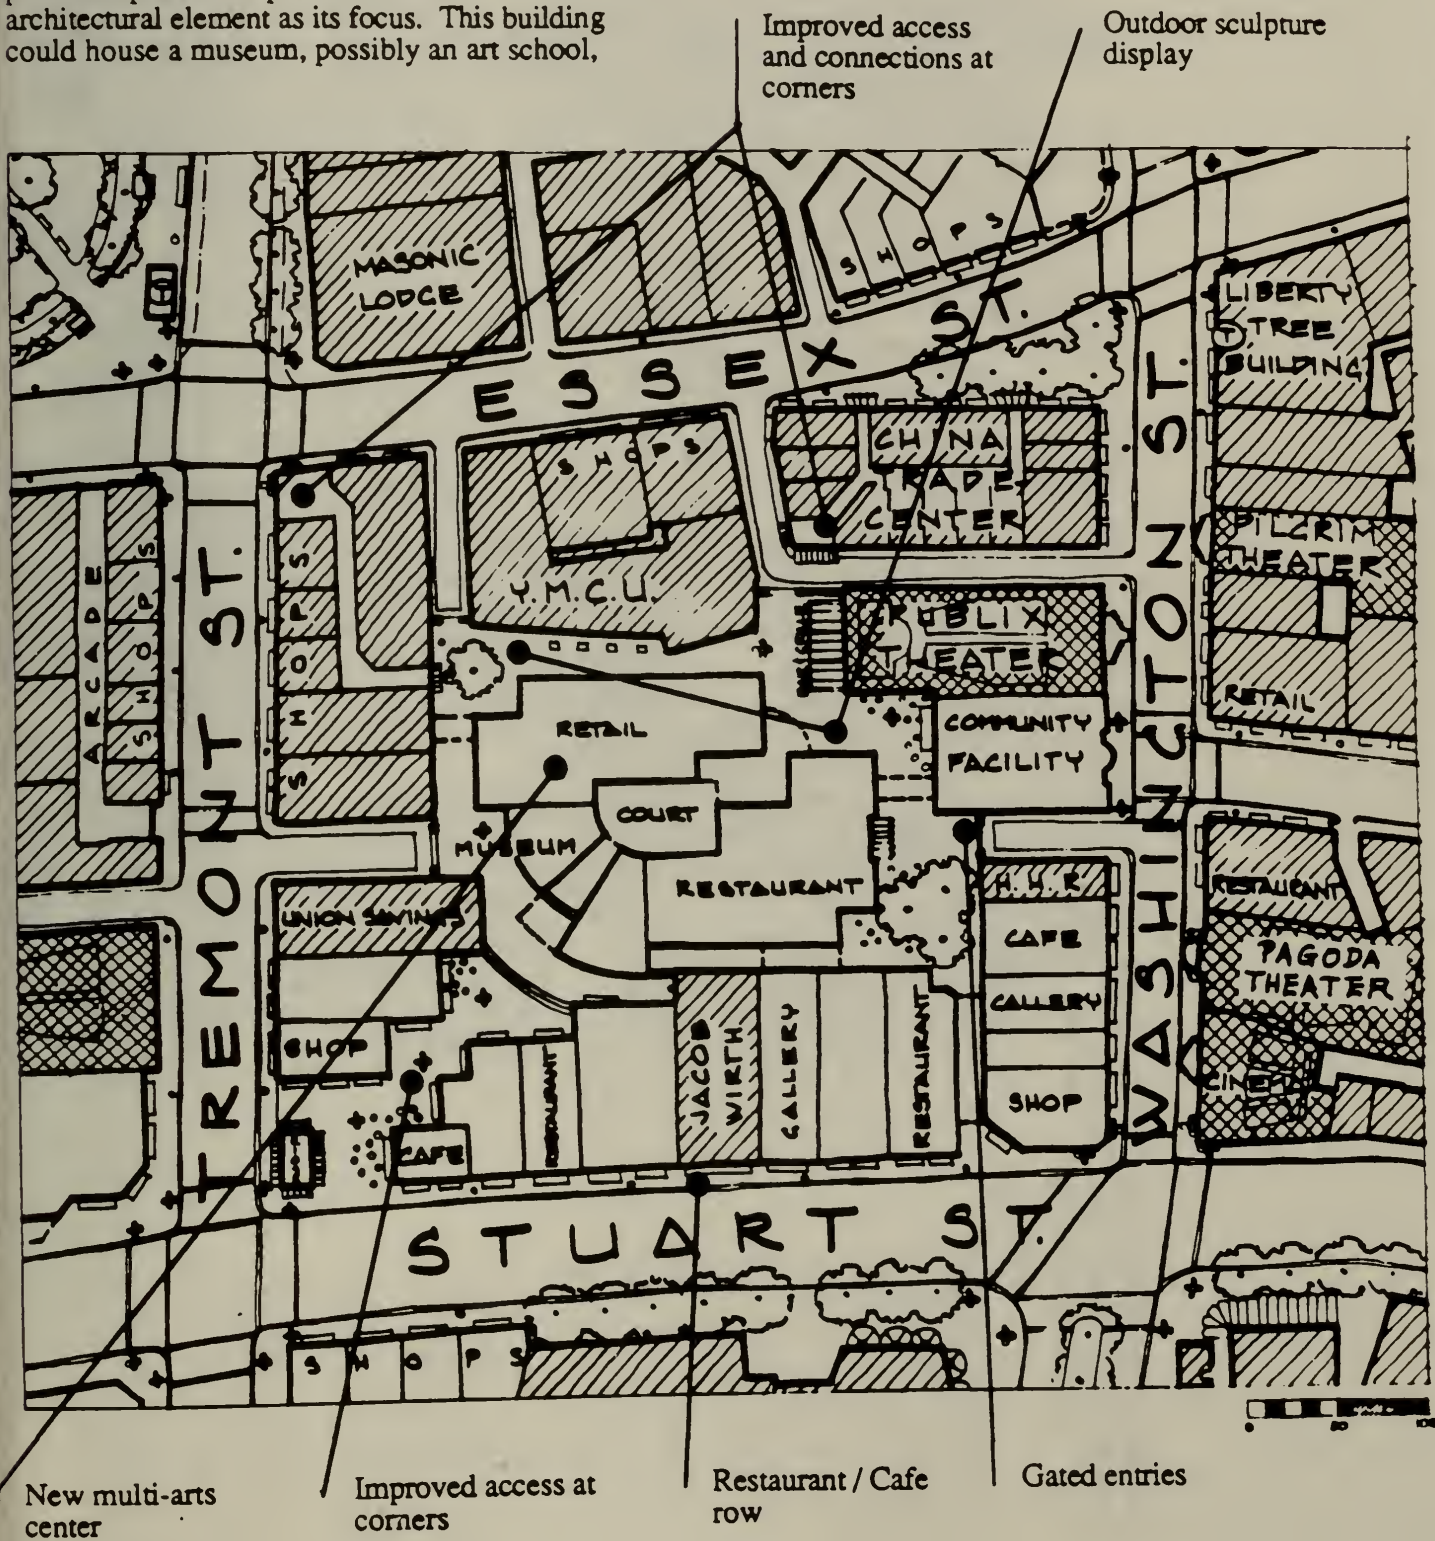 architectural element as its focus. This building
could house a museum, possibly an art school,
Improved access
and connections at
corners
Outdoor sculpture
display
MASONIC
LODGE
SHOPS
ESSEX ST.
LIBERTY
TREE
BUILDING
T
T
SHOPS
CHINA
TRADE
CENTER
Y.M.C.U.
ARCADE
SHOPS
SHOPS
TREMONT ST.
WASHINGTON ST.
PILGRIM
THEATER
PUBLIX
THEATER
RETAIL
RETAIL
COMMUNITY
FACILITY
COURT
MUSEUM
RESTAURANT
UNION SAVINGS
H.H.R
CAFE
GALLERY
SHOP
RESTAURANT
PAGODA
THEATER
CINEMA
SHOP
CAFE
RESTAURANT
JACOB
WIRTH
GALLERY
RESTAURANT
STUART ST.
SHOPS
0 50 100
New multi-arts
center
Improved access at
corners
Restaurant / Cafe
row
Gated entries